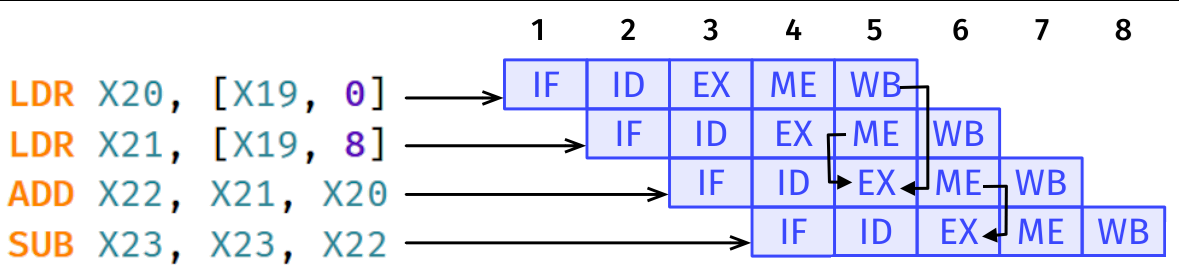 1 2 3 4 5 6 7 8
LDR X20, [X19, 0] IF ID EX ME WB
LDR X21, [X19, 8] IF ID EX ME WB
ADD X22, X21, X20 IF ID EX ME WB
SUB X23, X23, X22 IF ID EX ME WB